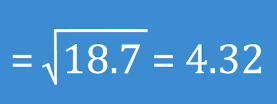 = √18.7 = 4.32